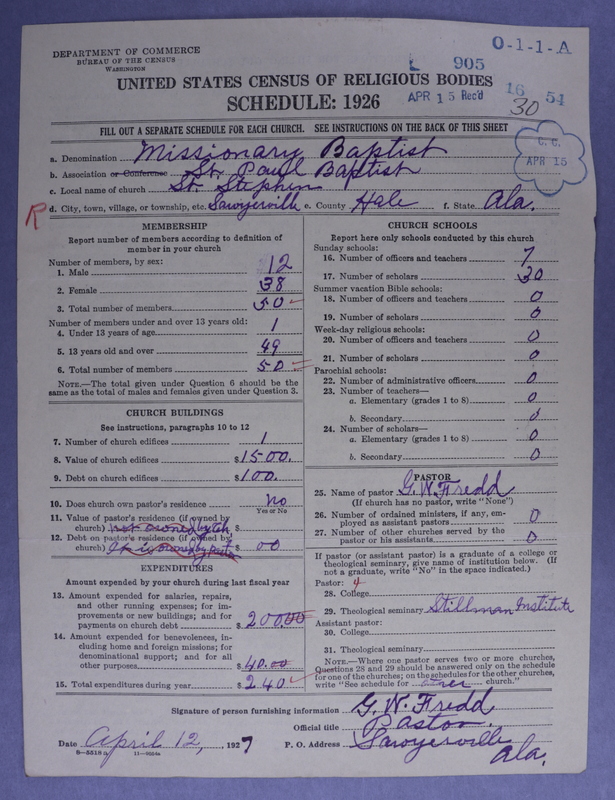 DEPARTMENT OF COMMERCE
BUREAU OF THE CENSUS
WASHINGTON
O-1-1-A
L 905
UNITED STATES CENSUS OF RELIGIOUS BODIES
SCHEDULE: 1926
APR 15 Rec'd
16 54
30
FILL OUT A SEPARATE SCHEDULE FOR EACH CHURCH. SEE INSTRUCTIONS ON THE BACK OF THIS SHEET
C. C.
APR 15
a. Denomination Missionary Baptist
b. Association or Conference St. Paul Baptist
c. Local name of church St. Stephen
R
d. City, town, village, or township, etc. Sawyerville e. County Hale f. State Ala.
MEMBERSHIP
Report number of members according to definition of
member in your church
Number of members, by sex:
1. Male 12
2. Female 38
3. Total number of members 50
Number of members under and over 13 years old:
4. Under 13 years of age 1
5. 13 years old and over 49
6. Total number of members 50
NOTE.—The total given under Question 6 should be the
same as the total of males and females given under Question 3.
CHURCH BUILDINGS
See instructions, paragraphs 10 to 12
7. Number of church edifices 1
8. Value of church edifices $1500.
9. Debt on church edifices $100.
10. Does church own pastor's residence? No
Yes or No
11. Value of pastor's residence (if owned by
church) not owned by Ch $
12. Debt on pastor's residence (if owned by
church) It is owned by pastor $ 00
EXPENDITURES
Amount expended by your church during last fiscal year
13. Amount expended for salaries, repairs,
and other running expenses; for im-
provements or new buildings; and for
payments on church debt $200.00
14. Amount expended for benevolences, in-
cluding home and foreign missions; for
denominational support; and for all
other purposes $40.00
15. Total expenditures during year $240
CHURCH SCHOOLS
Report here only schools conducted by this church
Sunday schools:
16. Number of officers and teachers 7
17. Number of scholars 30
Summer vacation Bible schools:
18. Number of officers and teachers 0
19. Number of scholars 0
Week-day religious schools:
20. Number of officers and teachers 0
21. Number of scholars 0
Parochial schools:
22. Number of administrative officers 0
23. Number of teachers—
a. Elementary (grades 1 to 8) 0
b. Secondary 0
24. Number of scholars—
a. Elementary (grades 1 to 8) 0
b. Secondary 0
PASTOR
25. Name of pastor G. W. Fredd
(If church has no pastor, write "None")
26. Number of ordained ministers, if any, em-
ployed as assistant pastors 0
27. Number of other churches served by the
pastor or his assistants 0
If pastor (or assistant pastor) is a graduate of a college or
theological seminary, give name of institution below. (If
not a graduate, write "No" in the space indicated.)
Pastor: 4
28. College
29. Theological seminary Stillman Institute
Assistant pastor:
30. College
31. Theological seminary
NOTE.—Where one pastor serves two or more churches,
Questions 28 and 29 should be answered only on the schedule
for one of the churches; on the schedules for the other churches,
write "See schedule for church."
Signature of person furnishing information G. W. Fredd
Official title Pastor.
Date April 12, 1927 P. O. Address Sawyerville
Ala.
8—5518 a